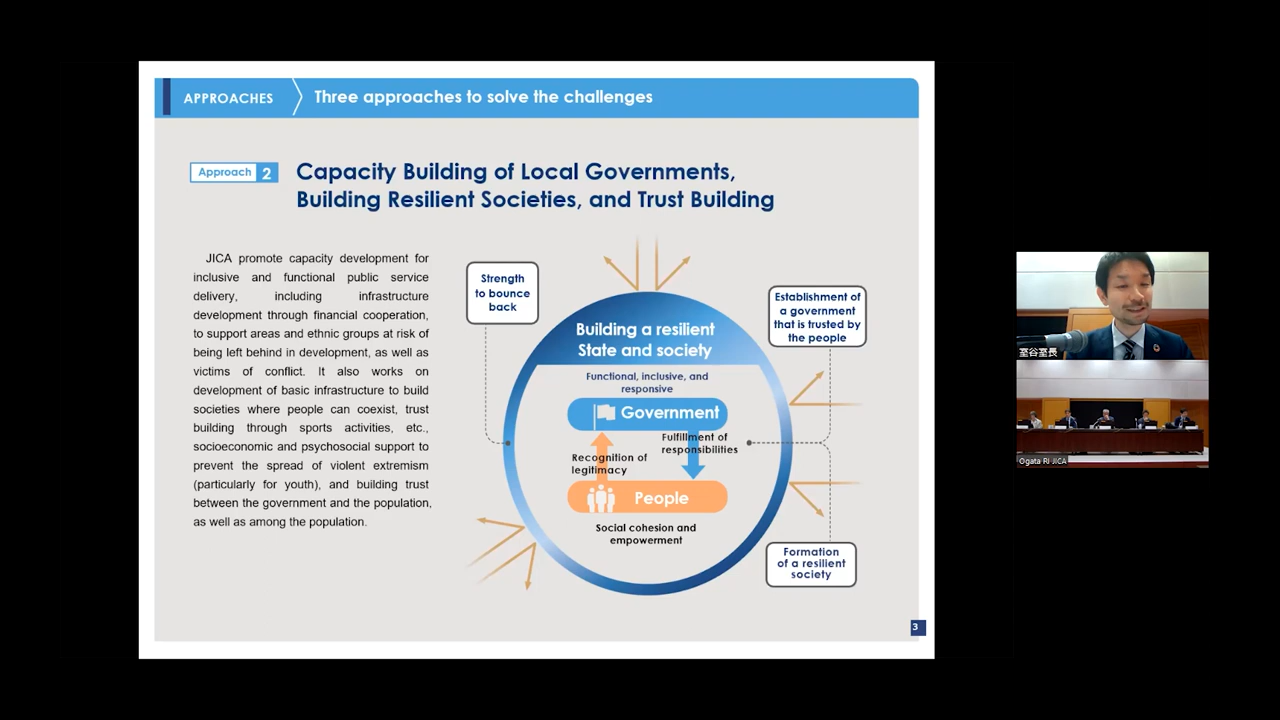 APPROACHES
Three approaches to solve the challenges
Approach 2
Capacity Building of Local Governments,
Building Resilient Societies, and Trust Building
JICA promote capacity development for
inclusive and functional public service
delivery, including infrastructure
development through financial cooperation,
to support areas and ethnic groups at risk of
being left behind in development, as well as
victims of conflict. It also works on
development of basic infrastructure to build
societies where people can coexist, trust
building through sports activities, etc.,
socioeconomic and psychosocial support to
prevent the spread of violent extremism
(particularly for youth), and building trust
between the government and the population,
as well as among the population.
Strength
to bounce
back
Establishment of
a government
that is trusted by
the people
Building a resilient
State and society
Functional, inclusive, and
responsive
Government
Fulfillment of
responsibilities
Recognition of
legitimacy
People
Social cohesion and
empowerment
Formation
of a resilient
society
3
室谷室長
Ogata RI JICA